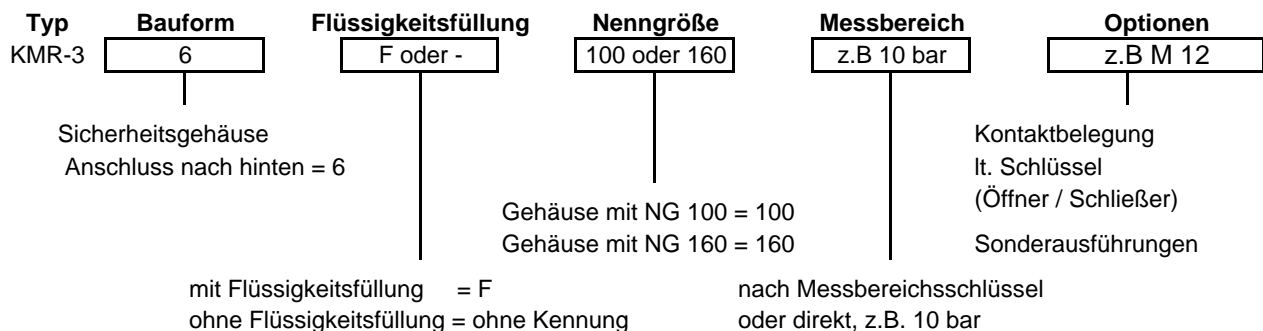 Typ Bauform Flüssigkeitsfüllung Nenngröße Messbereich Optionen
KMR-3 6 F oder - 100 oder 160 z.B 10 bar z.B M 12
Sicherheitsgehäuse
Anschluss nach hinten = 6
Kontaktbelegung
lt. Schlüssel
(Öffner / Schließer)
Gehäuse mit NG 100 = 100
Gehäuse mit NG 160 = 160
Sonderausführungen
mit Flüssigkeitsfüllung = F
ohne Flüssigkeitsfüllung = ohne Kennung
nach Messbereichsschlüssel
oder direkt, z.B. 10 bar